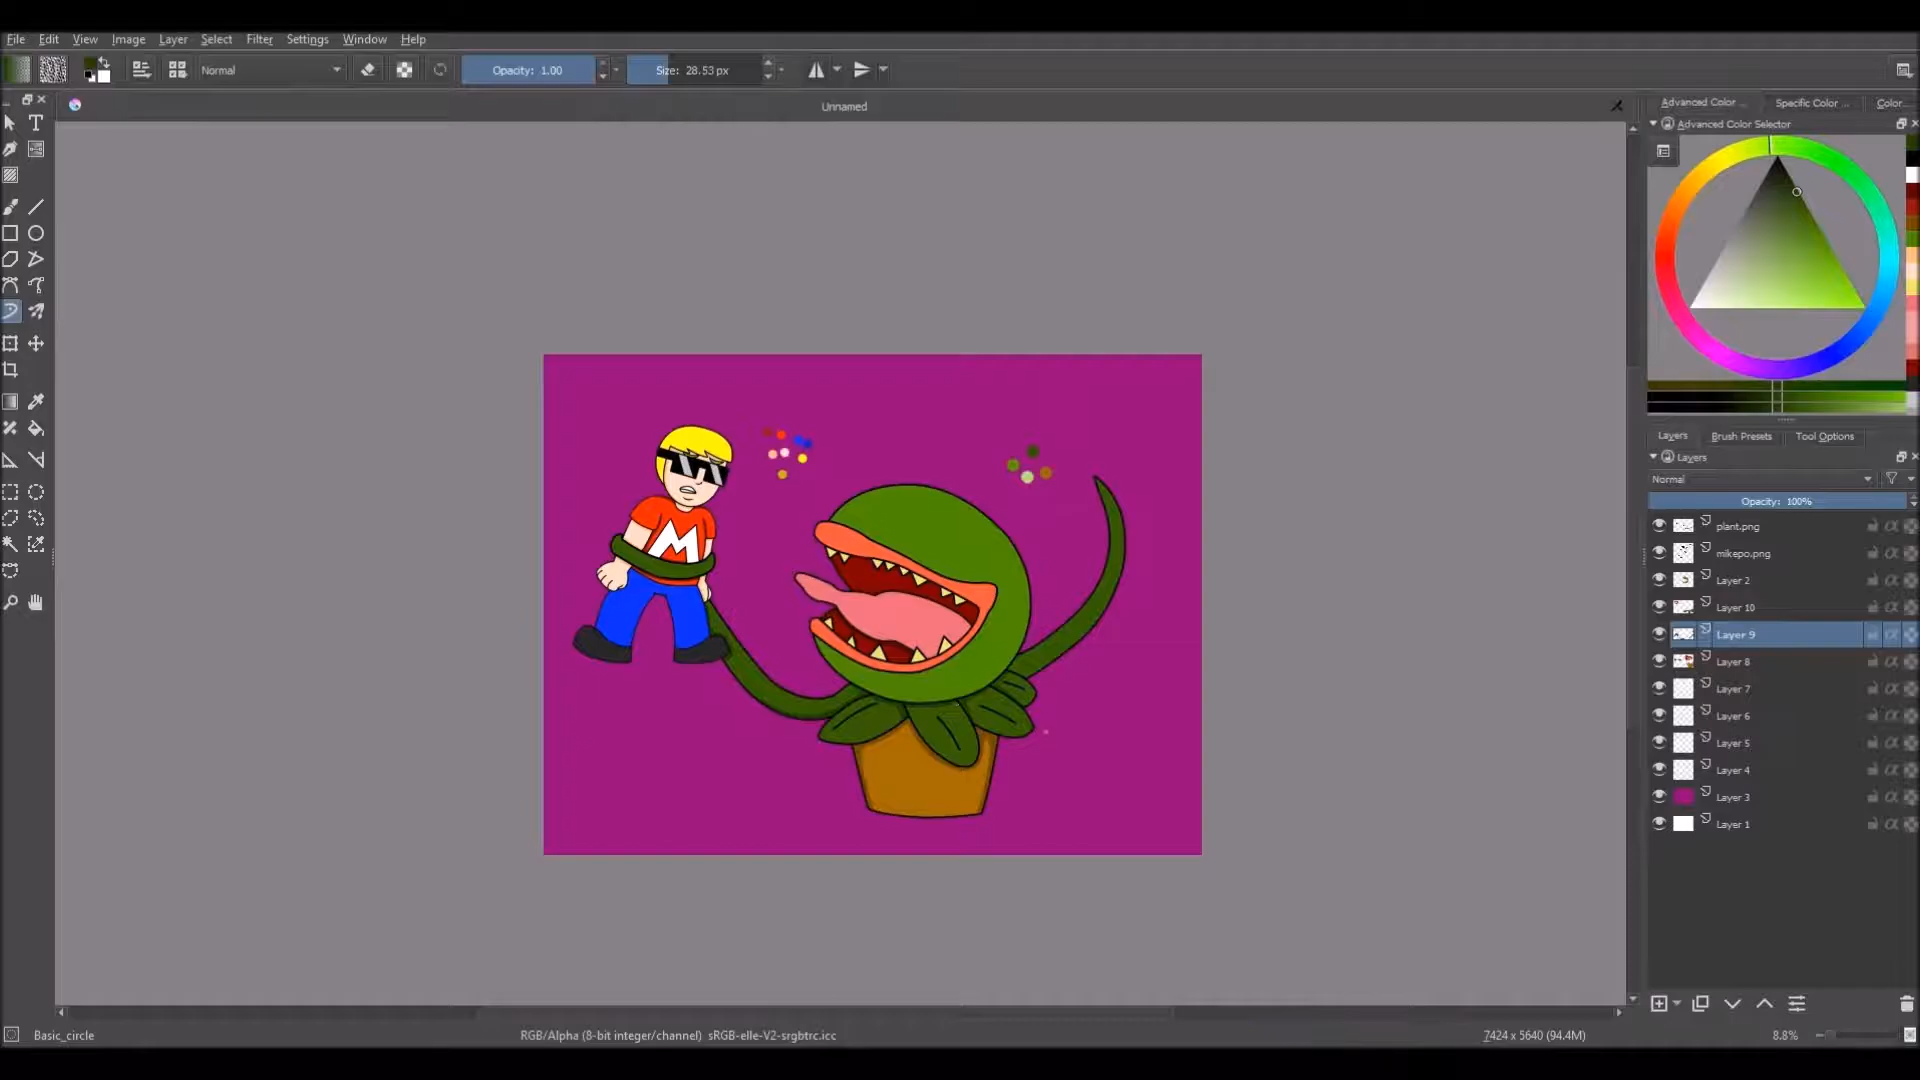 File Edit View Image Layer Select Filter Settings Window Help
Normal Opacity: 1.00 Size: 28.53 px
Unnamed
Advanced Color ... Specific Color ... Color
Advanced Color Selector
T
M
Layers Brush Presets Tool Options
Layers
Normal
Opacity: 100%
plant.png
mikepo.png
Layer 2
Layer 10
Layer 9
Layer 8
Layer 7
Layer 6
Layer 5
Layer 4
Layer 3
Layer 1
Basic_circle RGB/Alpha (8-bit integer/channel) sRGB-elle-V2-srgbtrc.icc 7424 x 5640 (94.4M) 8.8%